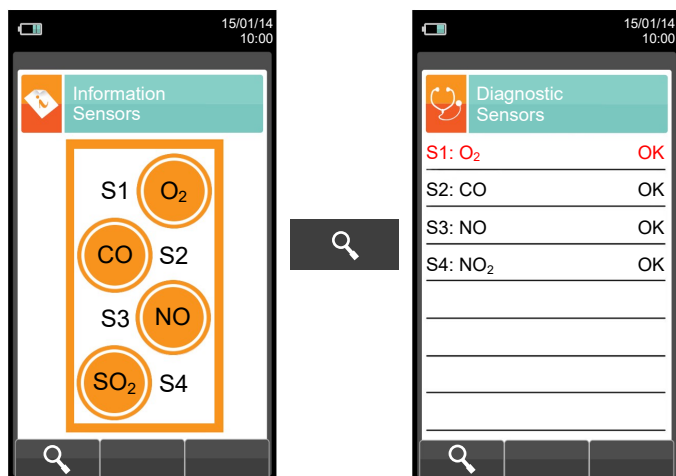 15/01/14
10:00
Information
Sensors
S1 O₂
CO S2
S3 NO
SO₂ S4
15/01/14
10:00
Diagnostic
Sensors
S1: O₂ OK
S2: CO OK
S3: NO OK
S4: NO₂ OK